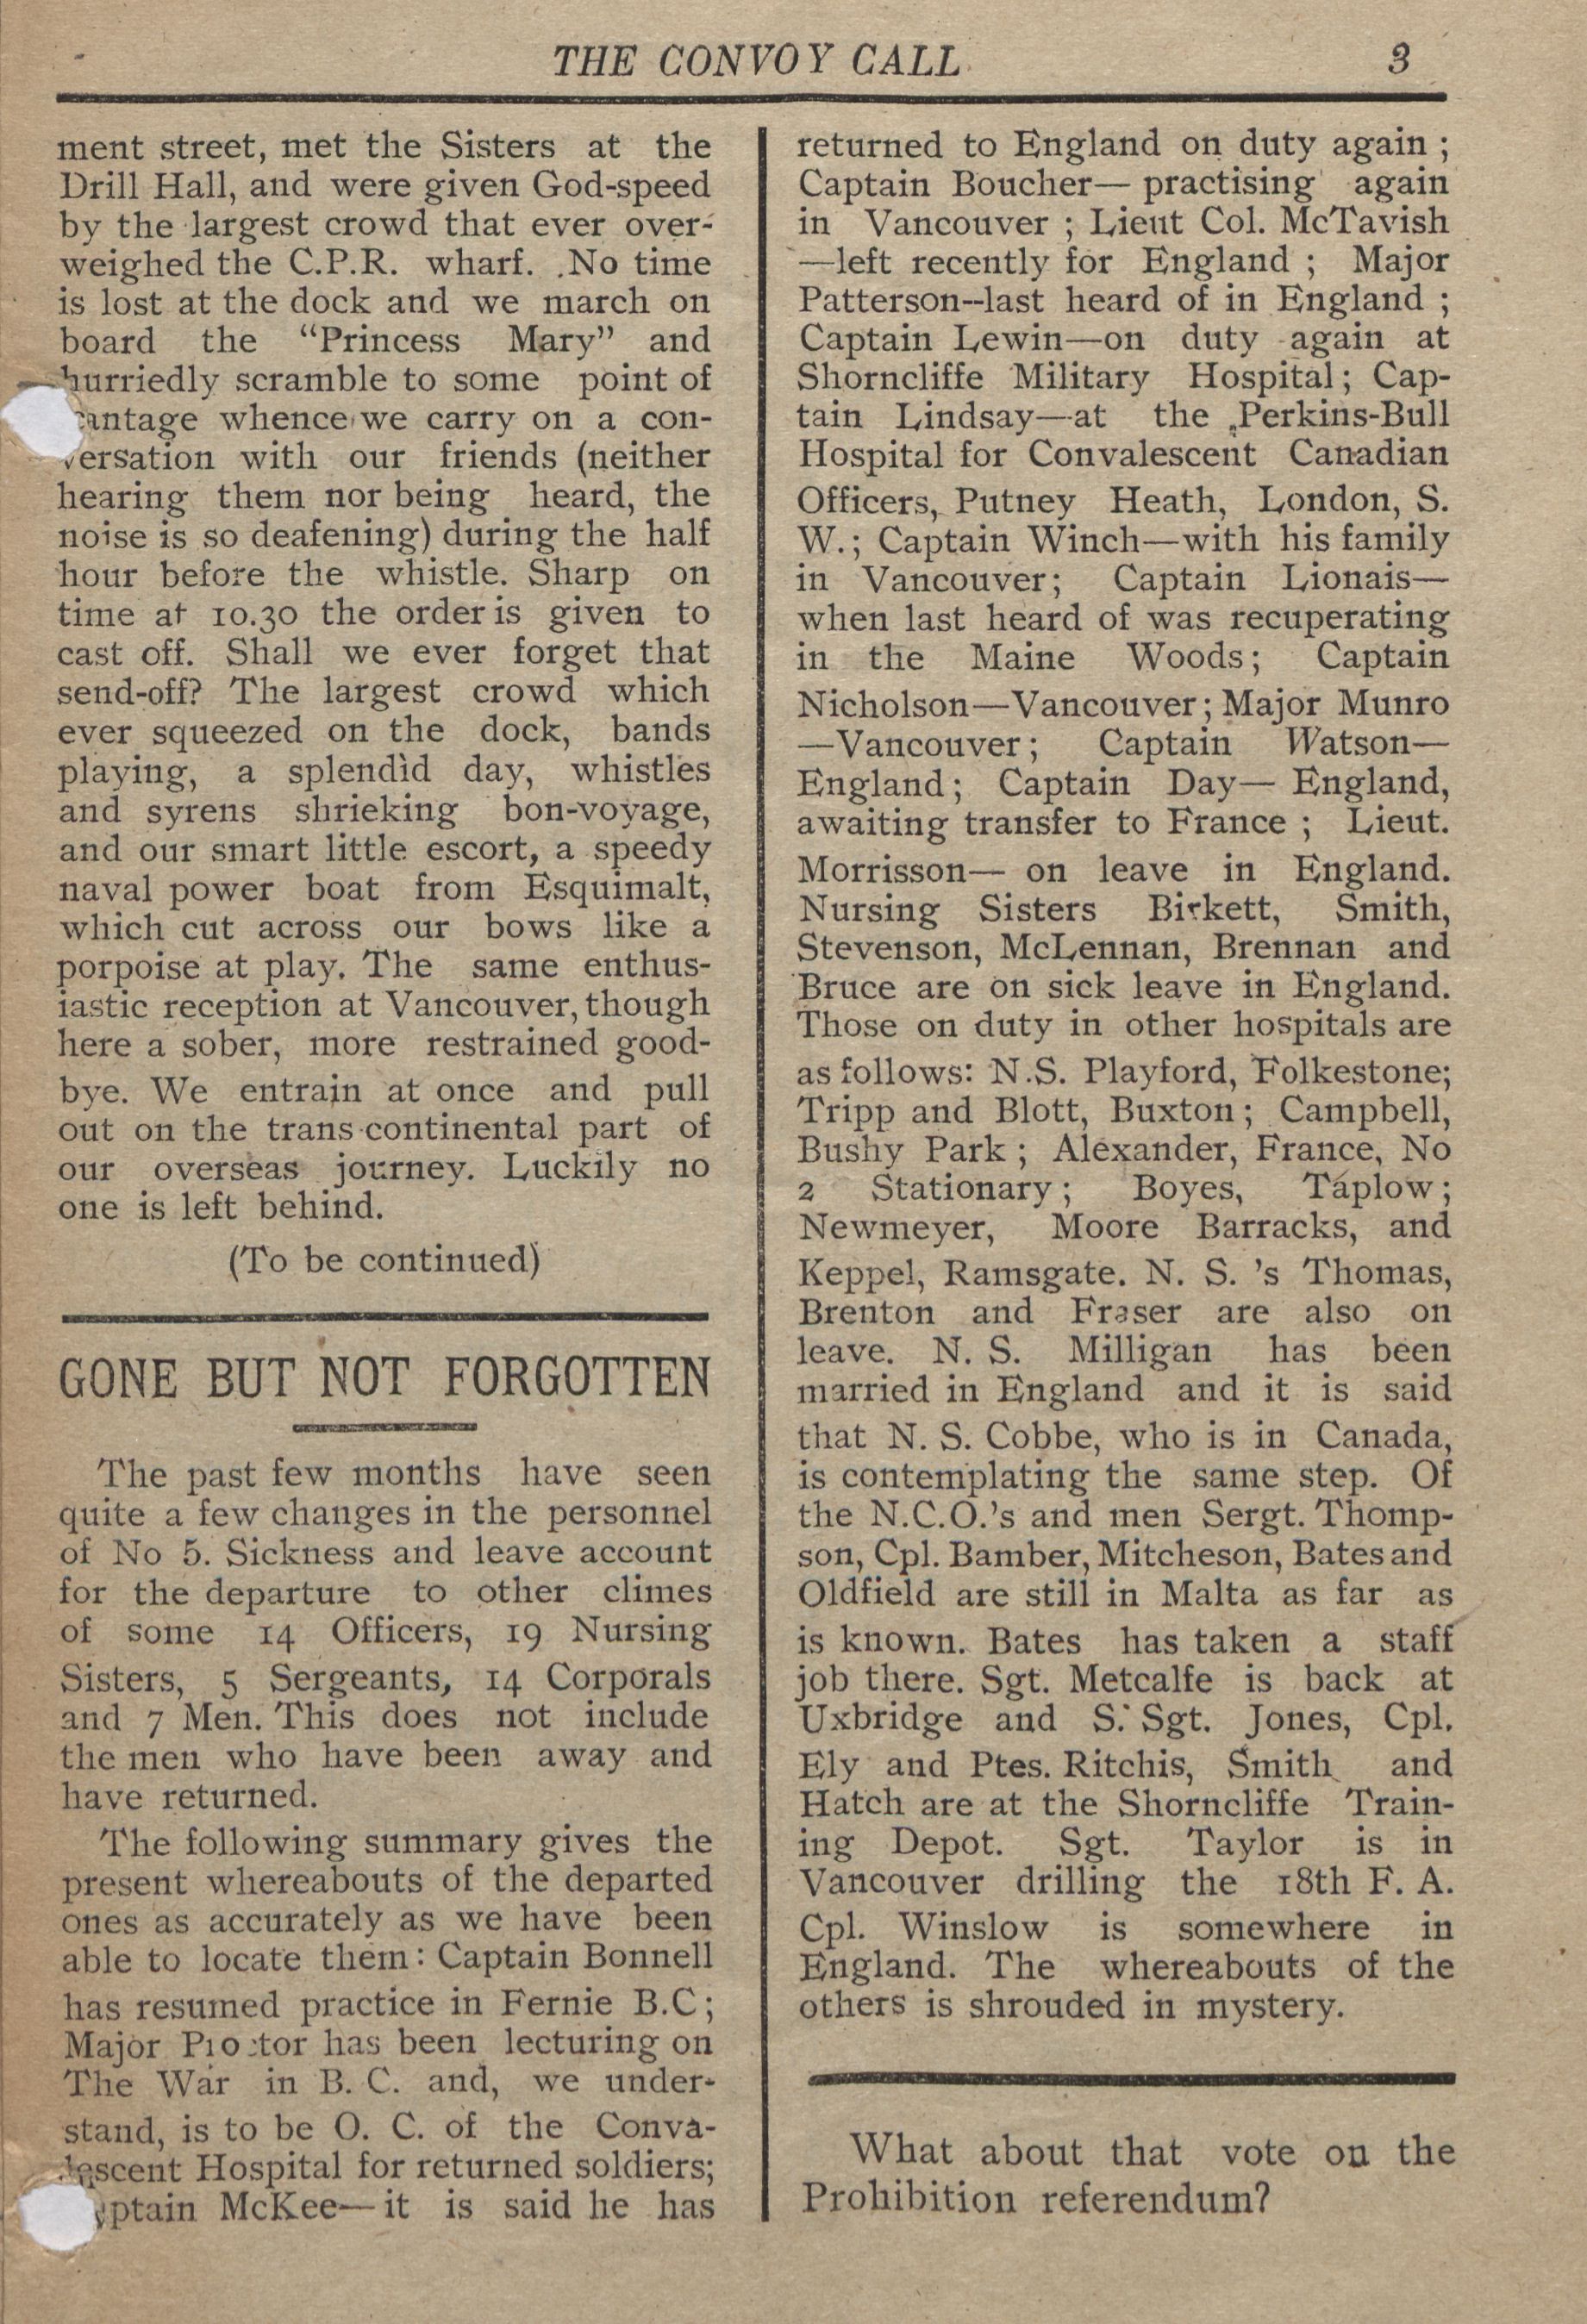 THE CONVOY CALL 3
ment street, met the Sisters at the
Drill Hall, and were given God-speed
by the largest crowd that ever over-
weighed the C.P.R. wharf. .No time
is lost at the dock and we march on
board the “Princess Mary” and
hurriedly scramble to some point of
vantage whence we carry on a con-
versation with our friends (neither
hearing them nor being heard, the
noise is so deafening) during the half
hour before the whistle. Sharp on
time at 10.30 the order is given to
cast off. Shall we ever forget that
send-off? The largest crowd which
ever squeezed on the dock, bands
playing, a splendid day, whistles
and syrens shrieking bon-voyage,
and our smart little escort, a speedy
naval power boat from Esquimalt,
which cut across our bows like a
porpoise at play. The same enthus-
iastic reception at Vancouver, though
here a sober, more restrained good-
bye. We entrain at once and pull
out on the trans-continental part of
our overseas journey. Luckily no
one is left behind.
(To be continued)
GONE BUT NOT FORGOTTEN
The past few months have seen
quite a few changes in the personnel
of No 5. Sickness and leave account
for the departure to other climes
of some 14 Officers, 19 Nursing
Sisters, 5 Sergeants, 14 Corporals
and 7 Men. This does not include
the men who have been away and
have returned.
The following summary gives the
present whereabouts of the departed
ones as accurately as we have been
able to locate them: Captain Bonnell
has resumed practice in Fernie B.C;
Major Proctor has been lecturing on
The War in B. C. and, we under-
stand, is to be O. C. of the Conva-
lescent Hospital for returned soldiers;
Captain McKee—it is said he has
returned to England on duty again ;
Captain Boucher— practising again
in Vancouver ; Lieut Col. McTavish
—left recently for England ; Major
Patterson--last heard of in England ;
Captain Lewin—on duty again at
Shorncliffe Military Hospital; Cap-
tain Lindsay—at the Perkins-Bull
Hospital for Convalescent Canadian
Officers, Putney Heath, London, S.
W.; Captain Winch—with his family
in Vancouver; Captain Lionais—
when last heard of was recuperating
in the Maine Woods; Captain
Nicholson—Vancouver; Major Munro
—Vancouver; Captain Watson—
England; Captain Day— England,
awaiting transfer to France ; Lieut.
Morrisson— on leave in England.
Nursing Sisters Birkett, Smith,
Stevenson, McLennan, Brennan and
Bruce are on sick leave in England.
Those on duty in other hospitals are
as follows: N.S. Playford, Folkestone;
Tripp and Blott, Buxton; Campbell,
Bushy Park ; Alexander, France, No
2 Stationary; Boyes, Taplow;
Newmeyer, Moore Barracks, and
Keppel, Ramsgate. N. S. 's Thomas,
Brenton and Fraser are also on
leave. N. S. Milligan has been
married in England and it is said
that N. S. Cobbe, who is in Canada,
is contemplating the same step. Of
the N.C.O.'s and men Sergt. Thomp-
son, Cpl. Bamber, Mitcheson, Bates and
Oldfield are still in Malta as far as
is known. Bates has taken a staff
job there. Sgt. Metcalfe is back at
Uxbridge and S. Sgt. Jones, Cpl.
Ely and Ptes. Ritchis, Smith and
Hatch are at the Shorncliffe Train-
ing Depot. Sgt. Taylor is in
Vancouver drilling the 18th F. A.
Cpl. Winslow is somewhere in
England. The whereabouts of the
others is shrouded in mystery.
What about that vote on the
Prohibition referendum?